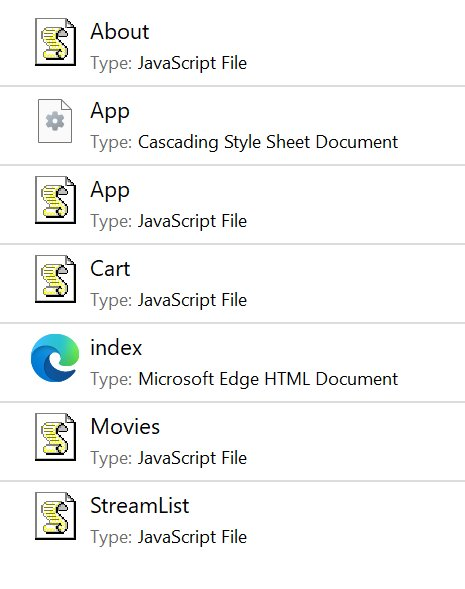 About
Type: JavaScript File
App
Type: Cascading Style Sheet Document
App
Type: JavaScript File
Cart
Type: JavaScript File
index
Type: Microsoft Edge HTML Document
Movies
Type: JavaScript File
StreamList
Type: JavaScript File